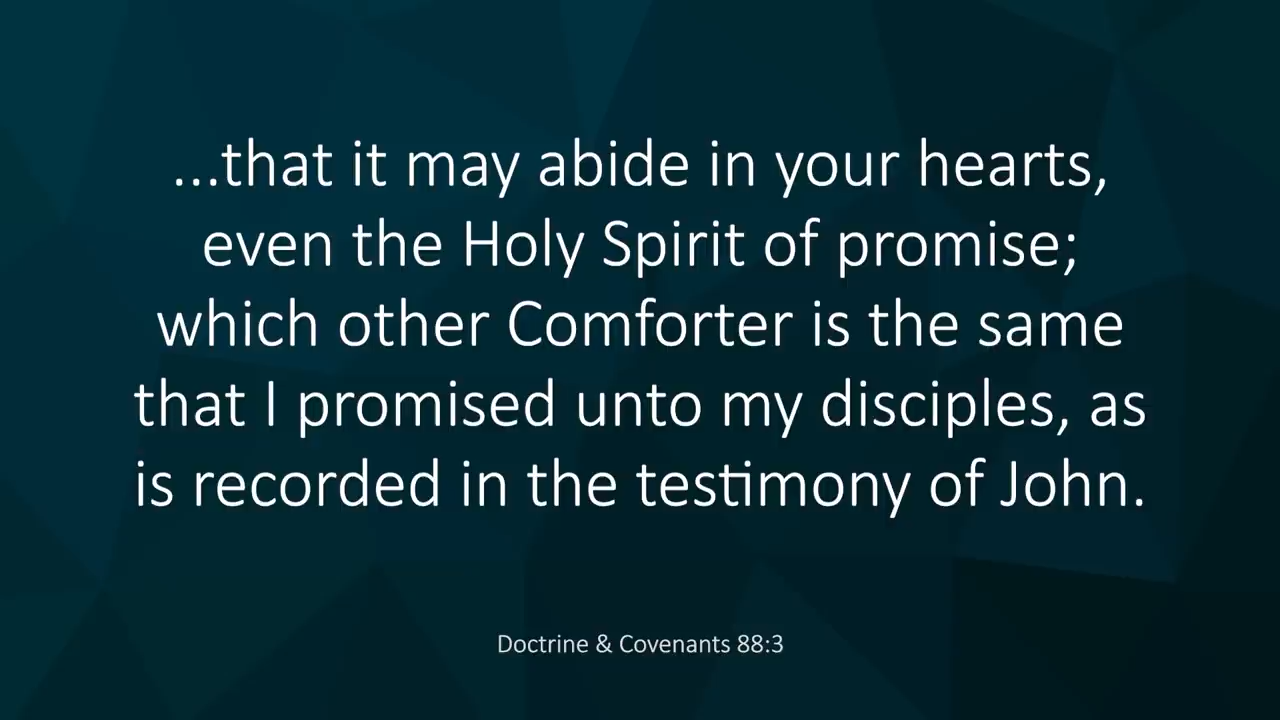 ...that it may abide in your hearts,
even the Holy Spirit of promise;
which other Comforter is the same
that I promised unto my disciples, as
is recorded in the testimony of John.
Doctrine & Covenants 88:3